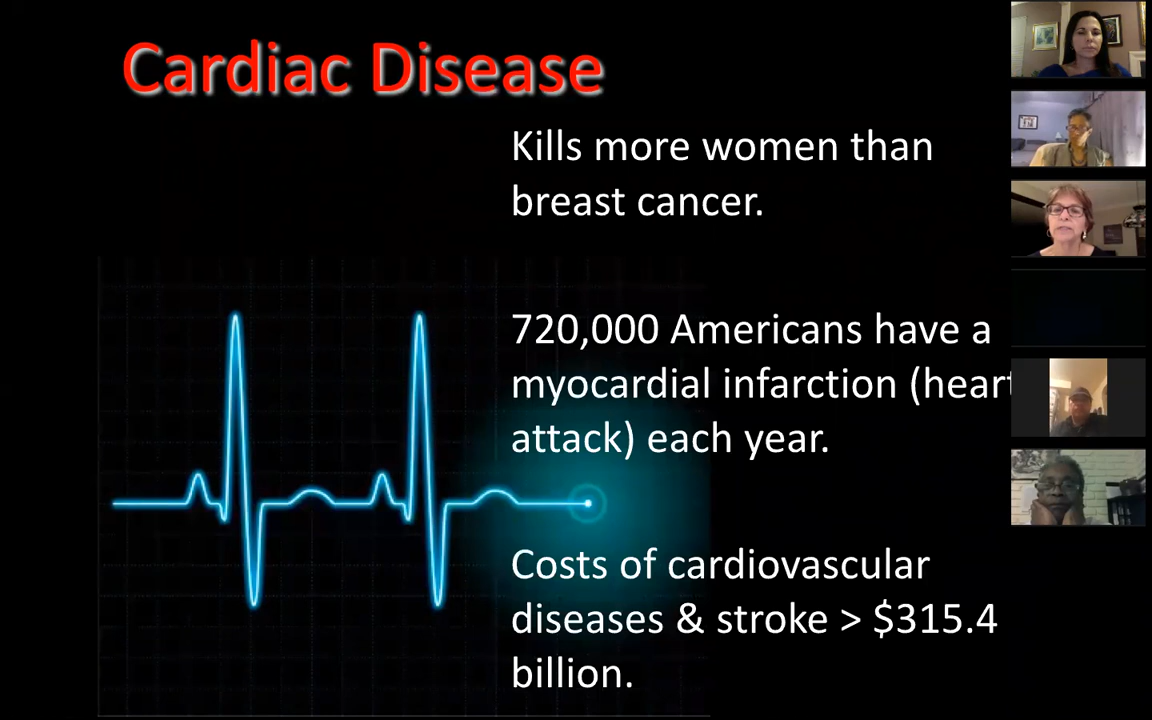 Cardiac Disease
Kills more women than
breast cancer.
720,000 Americans have a
myocardial infarction (heart
attack) each year.
Costs of cardiovascular
diseases & stroke > $315.4
billion.